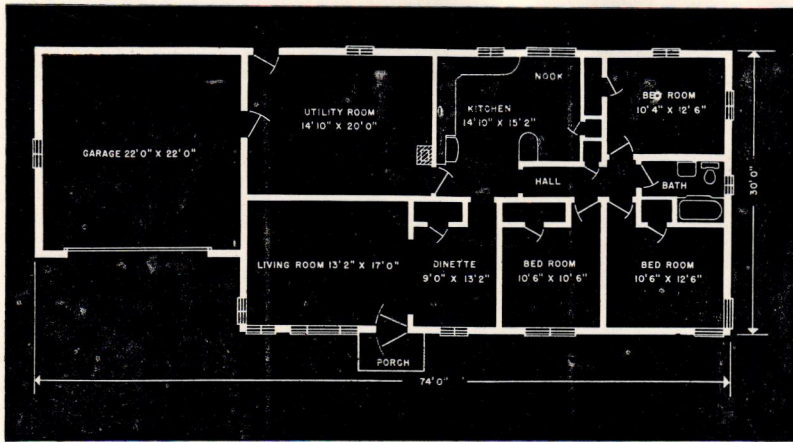 NOOK
BED ROOM
10'4" X 12'6"
UTILITY ROOM
14'10" X 20'0"
KITCHEN
14'10" X 15'2"
GARAGE 22'0" X 22'0"
HALL
BATH
30'0"
LIVING ROOM 13'2" X 17'0"
DINETTE
9'0" X 13'2"
BED ROOM
10'6" X 10'6"
BED ROOM
10'6" X 12'6"
PORCH
74'0"